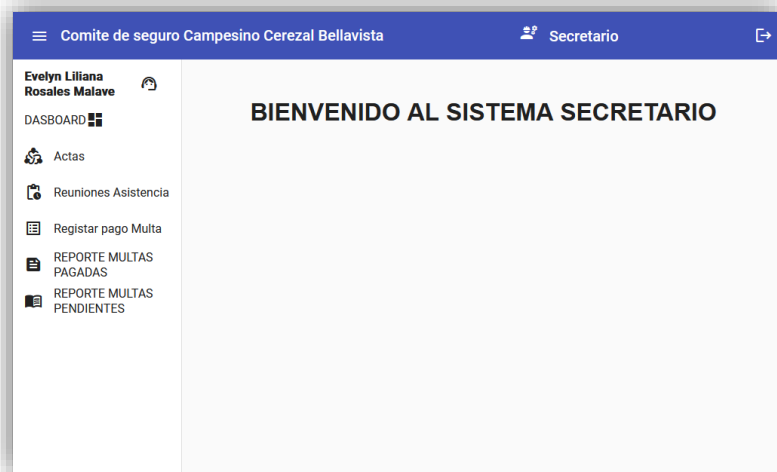 Comite de seguro Campesino Cerezal Bellavista
Secretario
Evelyn Liliana
Rosales Malave
DASBOARD
Actas
Reuniones Asistencia
Registar pago Multa
REPORTE MULTAS
PAGADAS
REPORTE MULTAS
PENDIENTES
BIENVENIDO AL SISTEMA SECRETARIO